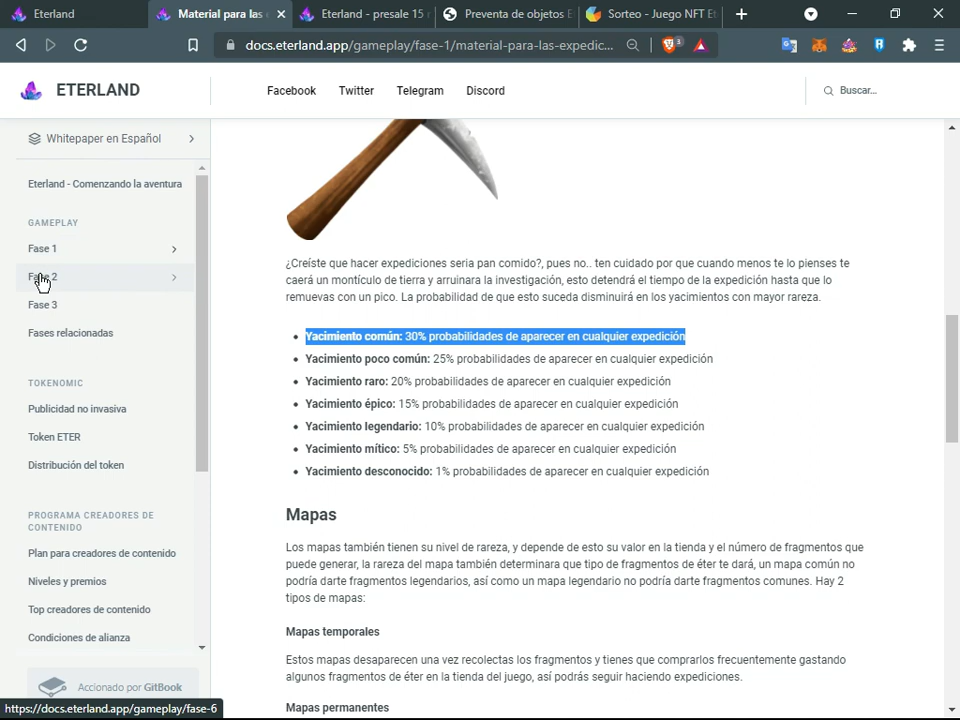 Eterland
Material para las
Eterland - presale 15
Preventa de objetos E
Sorteo - Juego NFT Et
docs.eterland.app/gameplay/fase-1/material-para-las-expedic...
3
ETERLAND
Facebook
Twitter
Telegram
Discord
Buscar...
Whitepaper en Español
Eterland - Comenzando la aventura
GAMEPLAY
Fase 1
Fase 2
Fase 3
Fases relacionadas
TOKENOMIC
Publicidad no invasiva
Token ETER
Distribución del token
PROGRAMA CREADORES DE
CONTENIDO
Plan para creadores de contenido
Niveles y premios
Top creadores de contenido
Condiciones de alianza
Accionado por GitBook
https://docs.eterland.app/gameplay/fase-6
¿Creíste que hacer expediciones seria pan comido?, pues no.. ten cuidado por que cuando menos te lo pienses te
caerá un montículo de tierra y arruinara la investigación, esto detendrá el tiempo de la expedición hasta que lo
remuevas con un pico. La probabilidad de que esto suceda disminuirá en los yacimientos con mayor rareza.
• Yacimiento común: 30% probabilidades de aparecer en cualquier expedición
• Yacimiento poco común: 25% probabilidades de aparecer en cualquier expedición
• Yacimiento raro: 20% probabilidades de aparecer en cualquier expedición
• Yacimiento épico: 15% probabilidades de aparecer en cualquier expedición
• Yacimiento legendario: 10% probabilidades de aparecer en cualquier expedición
• Yacimiento mítico: 5% probabilidades de aparecer en cualquier expedición
• Yacimiento desconocido: 1% probabilidades de aparecer en cualquier expedición
Mapas
Los mapas también tienen su nivel de rareza, y depende de esto su valor en la tienda y el número de fragmentos que
puede generar, la rareza del mapa también determinara que tipo de fragmentos de éter te dará, un mapa común no
podría darte fragmentos legendarios, así como un mapa legendario no podría darte fragmentos comunes. Hay 2
tipos de mapas:
Mapas temporales
Estos mapas desaparecen una vez recolectas los fragmentos y tienes que comprarlos frecuentemente gastando
algunos fragmentos de éter en la tienda del juego, así podrás seguir haciendo expediciones.
Mapas permanentes